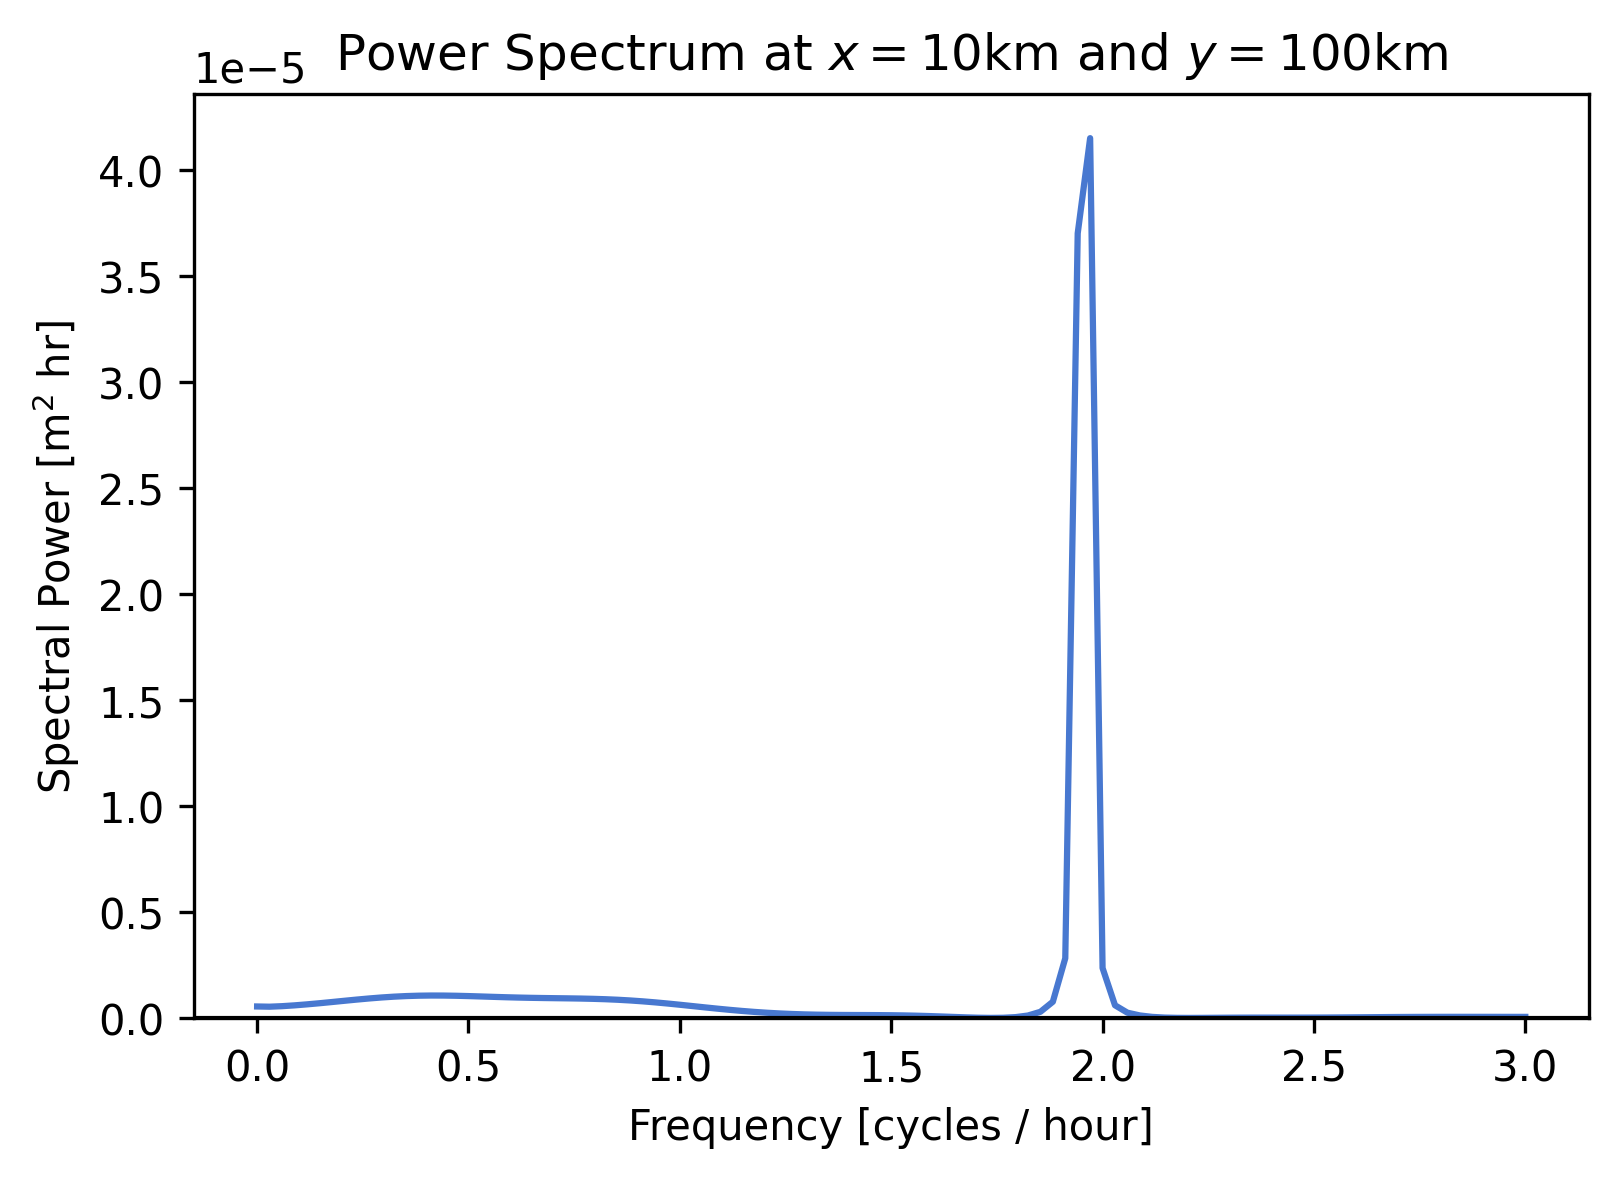 Power Spectrum at x = 10km and y = 100km
1e−5
4.0
3.5
3.0
2.5
2.0
1.5
1.0
0.5
0.0
Spectral Power [m² hr]
0.0 0.5 1.0 1.5 2.0 2.5 3.0
Frequency [cycles / hour]